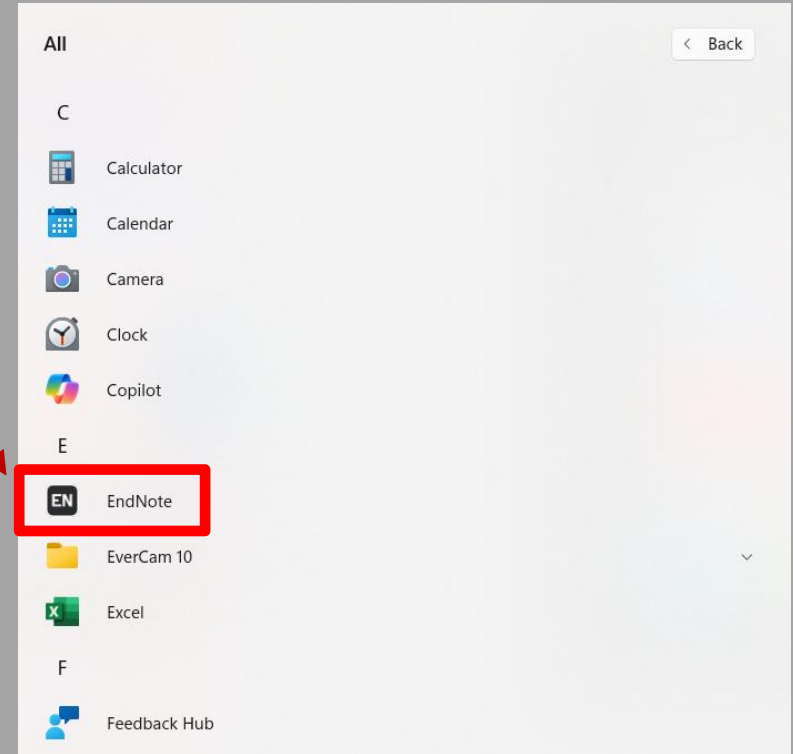 All
Back
C
Calculator
Calendar
Camera
Clock
Copilot
E
EN EndNote
EverCam 10
X Excel
F
Feedback Hub